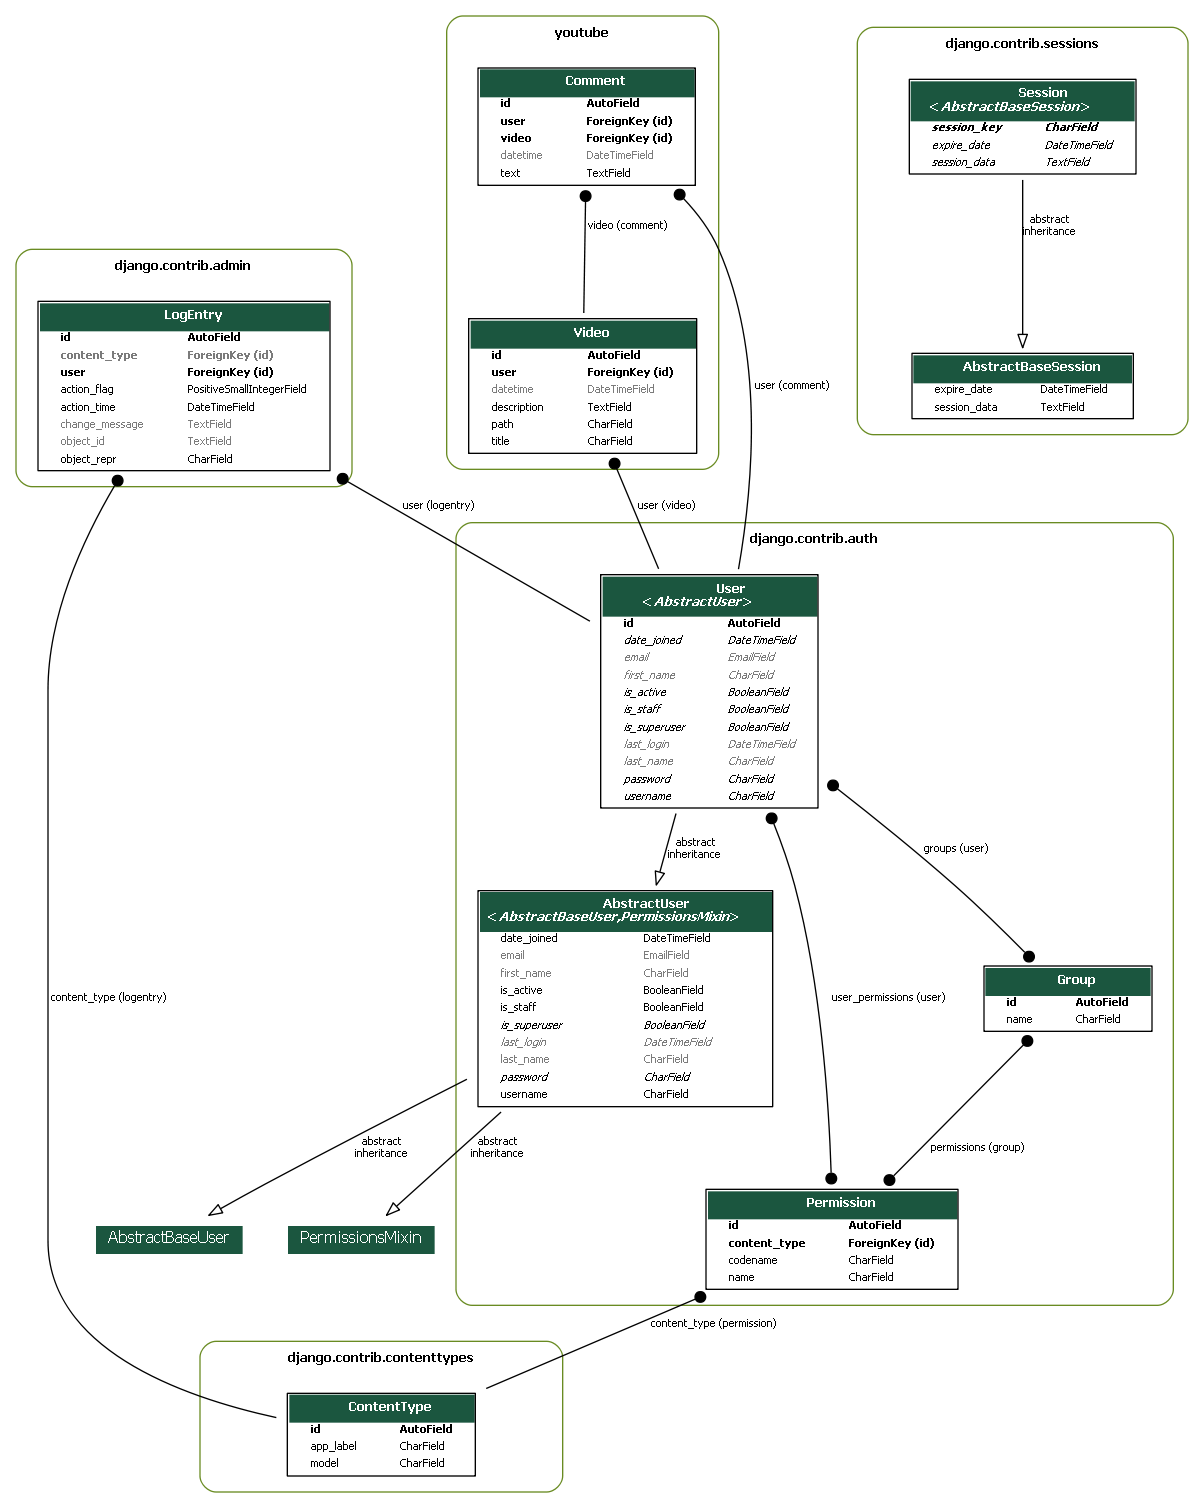 youtube
Comment
id AutoField
user ForeignKey (id)
video ForeignKey (id)
datetime DateTimeField
text TextField
video (comment)
Video
id AutoField
user ForeignKey (id)
datetime DateTimeField
description TextField
path CharField
title CharField
user (comment)
user (video)
django.contrib.sessions
Session
<AbstractBaseSession>
session_key CharField
expire_date DateTimeField
session_data TextField
abstract
inheritance
AbstractBaseSession
expire_date DateTimeField
session_data TextField
django.contrib.admin
LogEntry
id AutoField
content_type ForeignKey (id)
user ForeignKey (id)
action_flag PositiveSmallIntegerField
action_time DateTimeField
change_message TextField
object_id TextField
object_repr CharField
user (logentry)
content_type (logentry)
django.contrib.auth
User
<AbstractUser>
id AutoField
date_joined DateTimeField
email EmailField
first_name CharField
is_active BooleanField
is_staff BooleanField
is_superuser BooleanField
last_login DateTimeField
last_name CharField
password CharField
username CharField
abstract
inheritance
groups (user)
user_permissions (user)
AbstractUser
<AbstractBaseUser,PermissionsMixin>
date_joined DateTimeField
email EmailField
first_name CharField
is_active BooleanField
is_staff BooleanField
is_superuser BooleanField
last_login DateTimeField
last_name CharField
password CharField
username CharField
Group
id AutoField
name CharField
permissions (group)
abstract
inheritance
abstract
inheritance
AbstractBaseUser
PermissionsMixin
Permission
id AutoField
content_type ForeignKey (id)
codename CharField
name CharField
content_type (permission)
django.contrib.contenttypes
ContentType
id AutoField
app_label CharField
model CharField